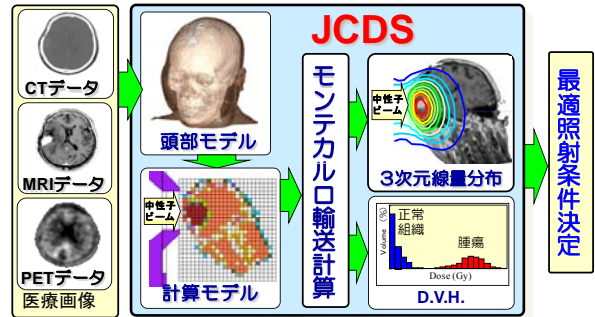 CTデータ
MRIデータ
PETデータ
医療画像
JCDS
頭部モデル
中性子
ビーム
計算モデル
モンテカルロ輸送計算
中性子
ビーム
3次元線量分布
Volume (%)
正常
組織
腫瘍
Dose (Gy)
D.V.H.
最適照射条件決定